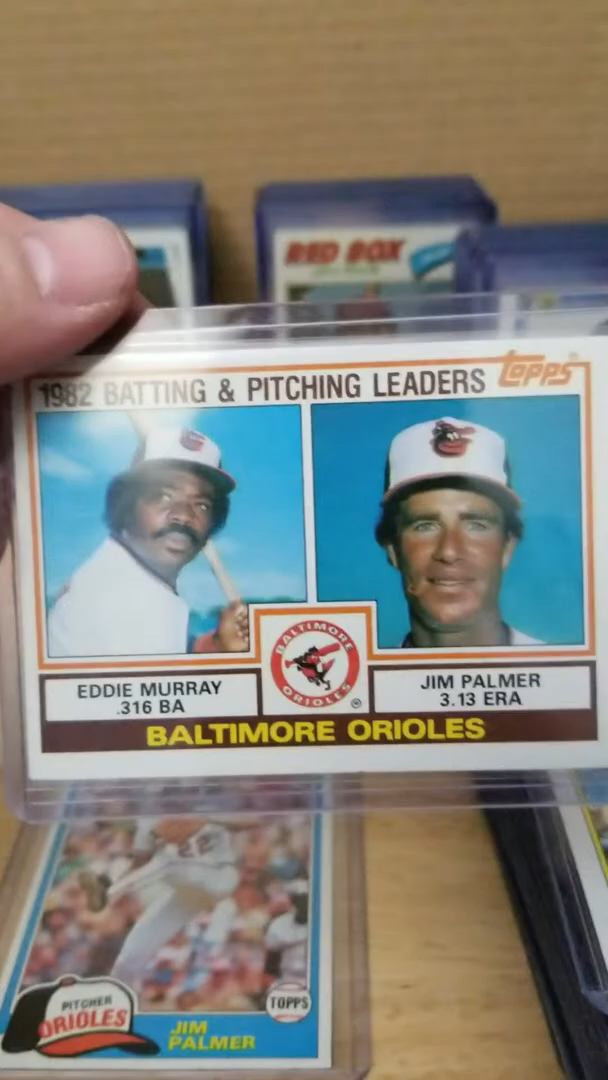 RED SOX
1982 BATTING & PITCHING LEADERS
topps
BALTIMORE
ORIOLES
EDDIE MURRAY
.316 BA
JIM PALMER
3.13 ERA
BALTIMORE ORIOLES
22
PITCHER
ORIOLES
TOPPS
JIM
PALMER